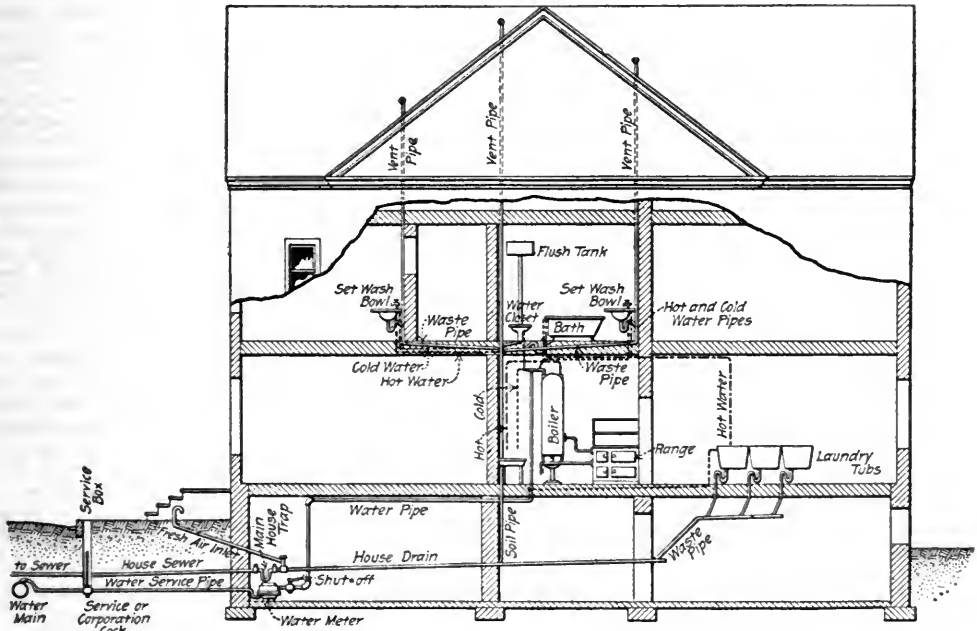 Vent
Pipe
Vent Pipe
Vent Pipe
Flush Tank
Set Wash
Bowl
Waste
Pipe
Water
Closet
Set Wash
Bowl
Bath
Hot and Cold
Water Pipes
Cold Water
Hot Water
Waste
Pipe
Hot
Cold
Boiler
Hot Water
Range
Laundry
Tubs
Service
Box
Fresh Air Inlet
Main
House
Trap
Water Pipe
Soil Pipe
House Drain
Waste
Pipe
to Sewer
House Sewer
Water Service Pipe
Shut-off
Water
Main
Service or
Corporation
Cock
Water Meter